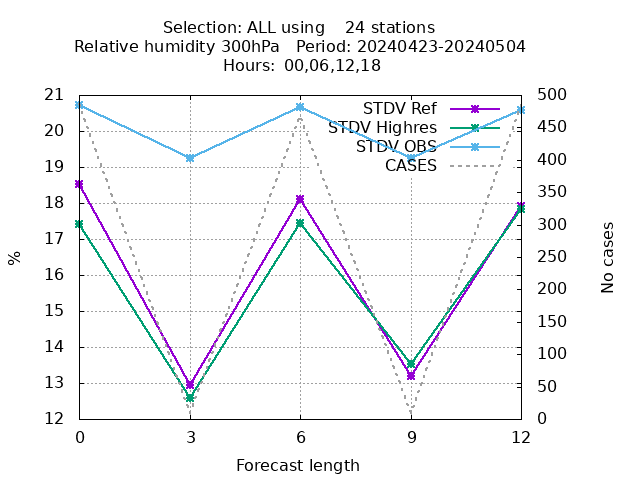 Selection: ALL using    24 stations
Relative humidity 300hPa   Period: 20240423-20240504
Hours: 00,06,12,18
STDV Ref
STDV Highres
STDV OBS
CASES
21
20
19
18
17
16
15
14
13
12
500
450
400
350
300
250
200
150
100
50
0
%
No cases
0 3 6 9 12
Forecast length